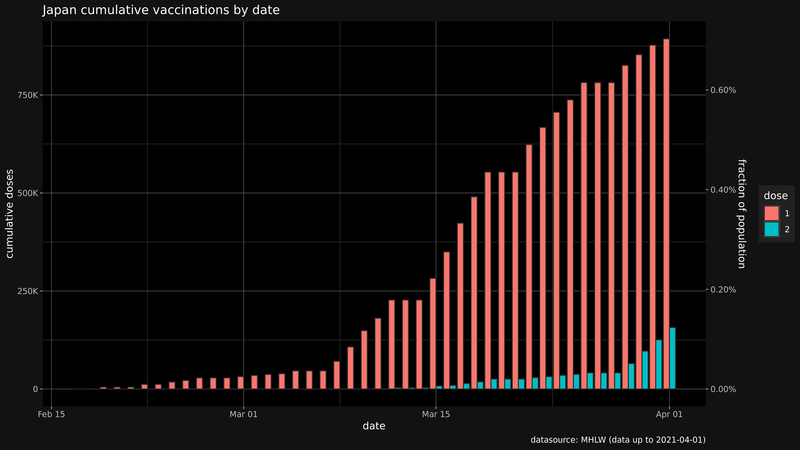 Japan cumulative vaccinations by date
cumulative doses
750K
500K
250K
0
0.60%
0.40%
0.20%
0.00%
fraction of population
dose
1
2
Feb 15
Mar 01
Mar 15
Apr 01
date
datasource: MHLW (data up to 2021-04-01)